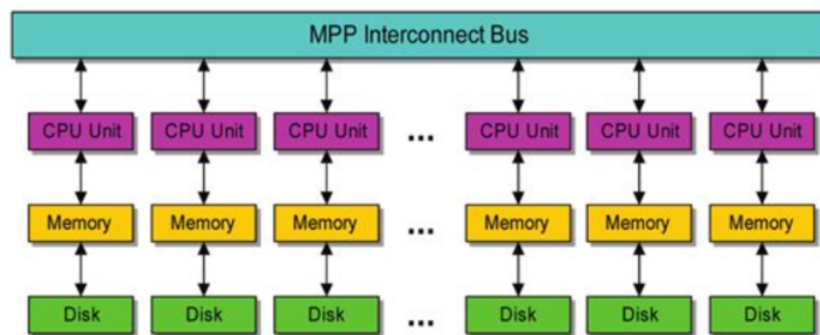 MPP Interconnect Bus
CPU Unit CPU Unit CPU Unit ... CPU Unit CPU Unit CPU Unit
Memory Memory Memory ... Memory Memory Memory
Disk Disk Disk ... Disk Disk Disk